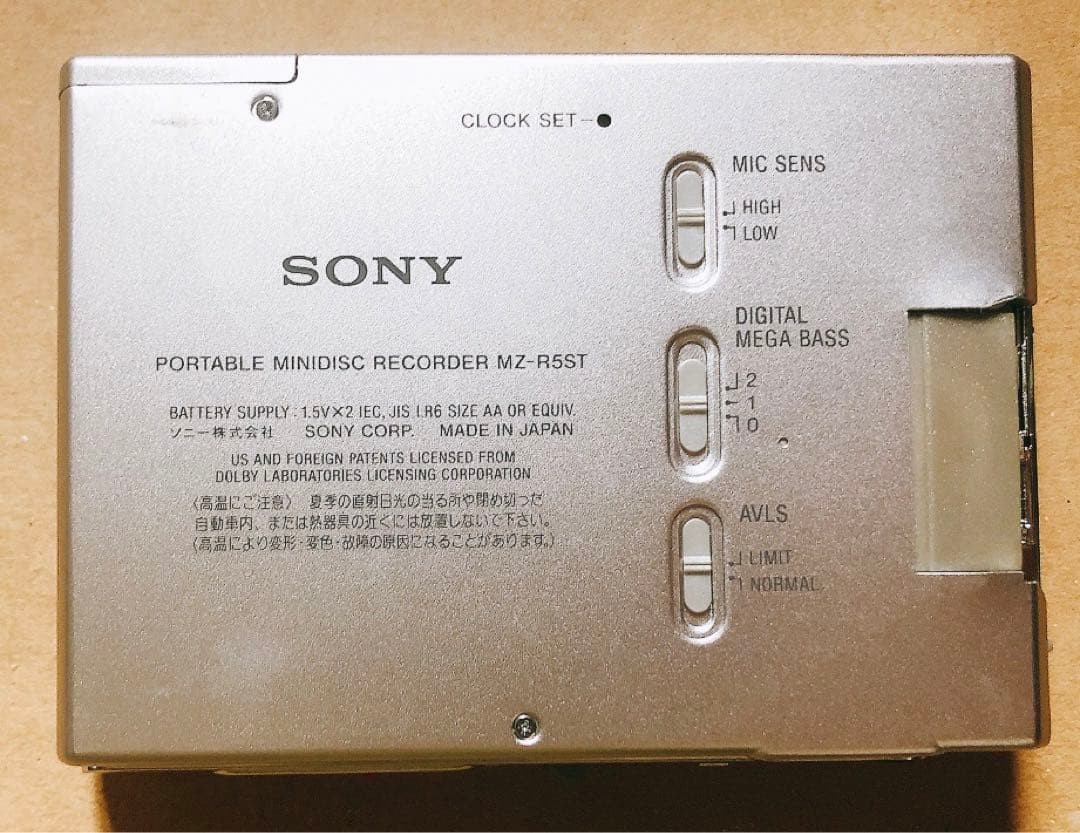 CLOCK SET
MIC SENS
HIGH
LOW
SONY
DIGITAL
MEGA BASS
2
1
0
PORTABLE MINIDISC RECORDER MZ-R5ST
BATTERY SUPPLY : 1.5V×2 IEC, JIS LR6 SIZE AA OR EQUIV.
ソニー株式会社 SONY CORP. MADE IN JAPAN
US AND FOREIGN PATENTS LICENSED FROM
DOLBY LABORATORIES LICENSING CORPORATION
〈高温にご注意〉 夏季の直射日光の当る所や閉め切った
自動車内、または熱器具の近くには放置しないで下さい。
(高温により変形・変色・故障の原因になることがあります。)
AVLS
LIMIT
NORMAL